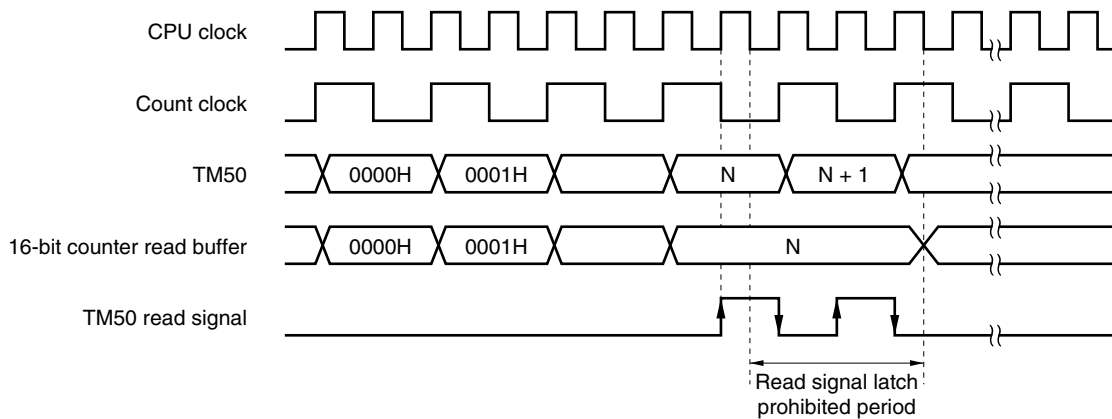 CPU clock
Count clock
TM50 0000H 0001H N N + 1
16-bit counter read buffer 0000H 0001H N
TM50 read signal
Read signal latch
prohibited period